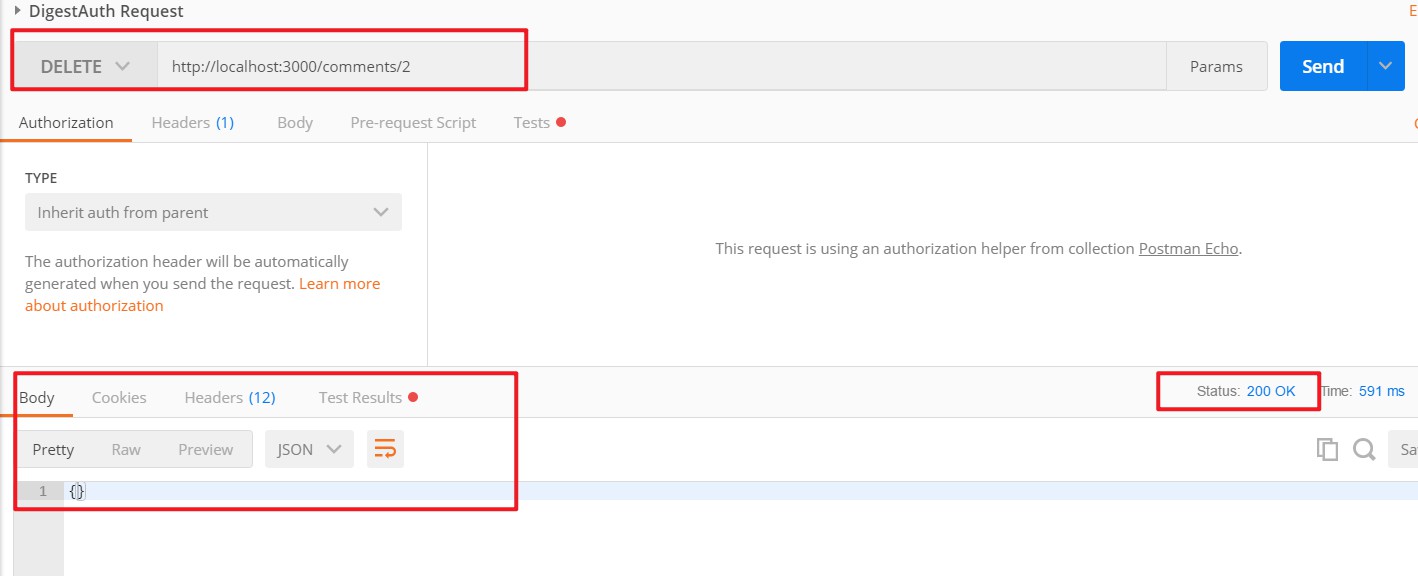 DigestAuth Request
E
DELETE http://localhost:3000/comments/2 Params Send
Authorization Headers (1) Body Pre-request Script Tests
TYPE
Inherit auth from parent
The authorization header will be automatically
generated when you send the request. Learn more
about authorization
This request is using an authorization helper from collection Postman Echo.
Body Cookies Headers (12) Test Results Status: 200 OK Time: 591 ms
Pretty Raw Preview JSON Sa
1 {}